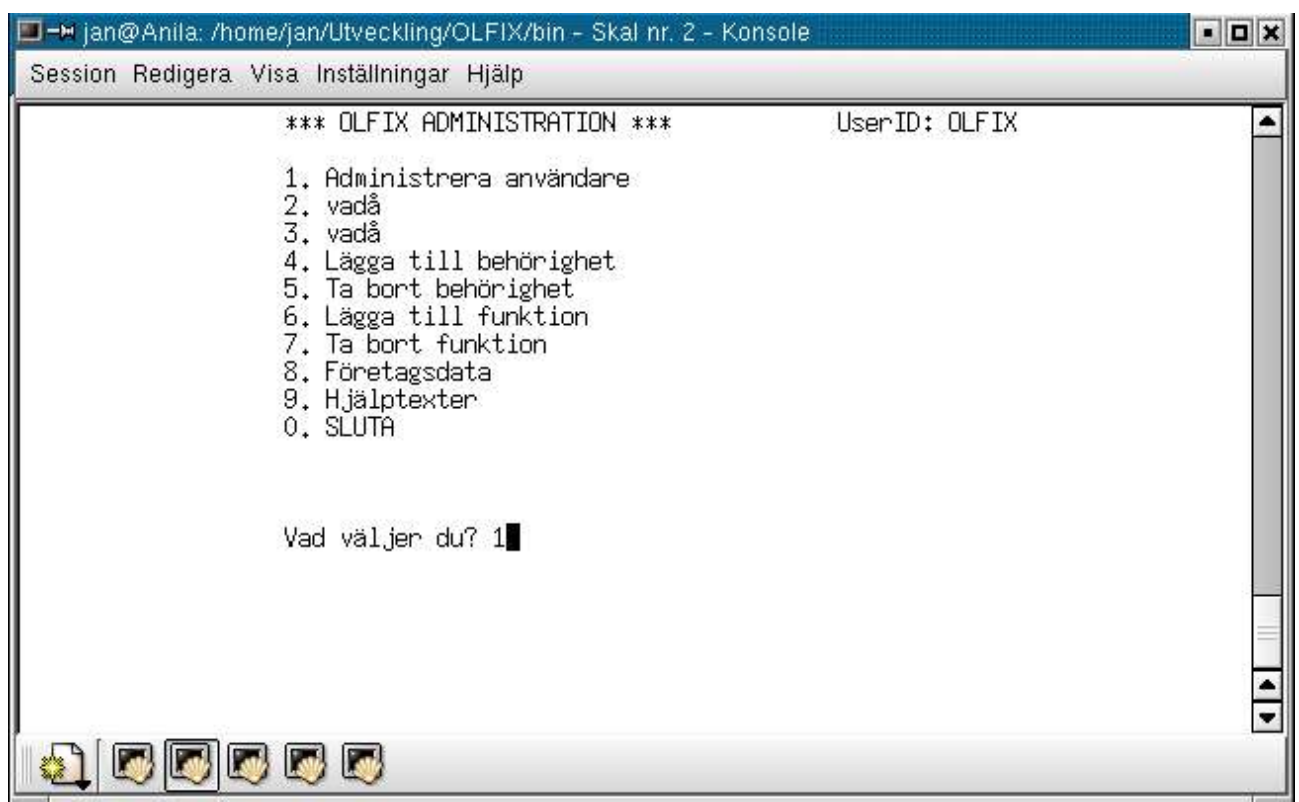 jan@Anila: /home/jan/Utveckling/OLFIX/bin - Skal nr. 2 - Konsole
Session Redigera Visa Inställningar Hjälp
*** OLFIX ADMINISTRATION *** UserID: OLFIX
1. Administrera användare
2. vadå
3. vadå
4. Lägga till behörighet
5. Ta bort behörighet
6. Lägga till funktion
7. Ta bort funktion
8. Företagsdata
9. Hjälptexter
0. SLUTA
Vad väljer du? 1